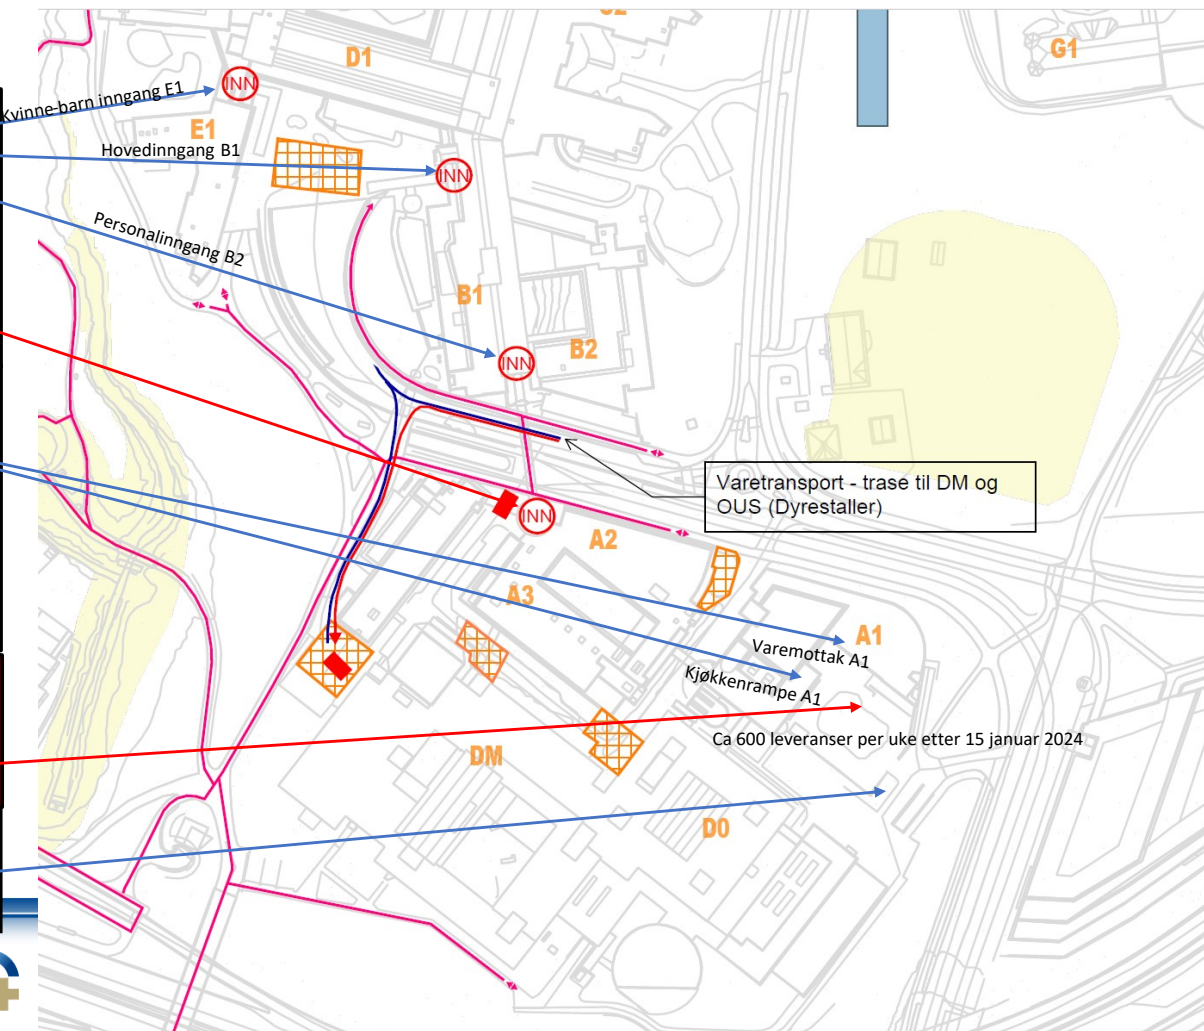 D1
G1
INN
Kvinne-barn inngang E1
E1
Hovedinngang B1
INN
Personalinngang B2
B1
B2
INN
Varetransport - trase til DM og
OUS (Dyrestaller)
INN
A2
A3
A1
Varemottak A1
Kjøkkenrampe A1
Ca 600 leveranser per uke etter 15 januar 2024
DM
D0